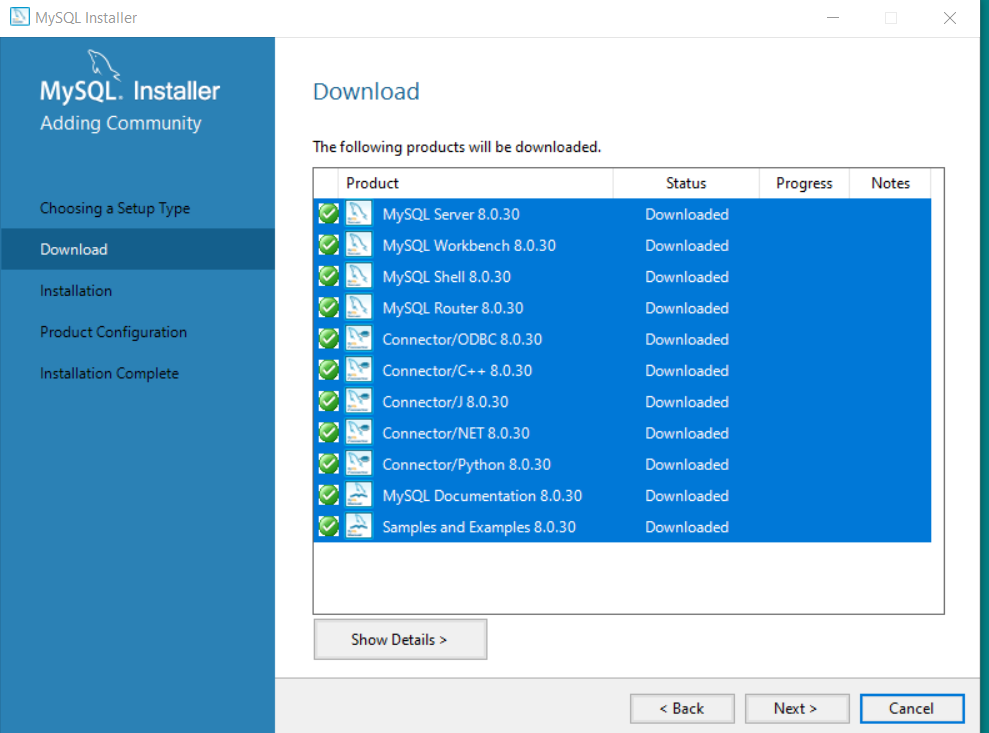 MySQL Installer
MySQL. Installer
Adding Community
Choosing a Setup Type
Download
Installation
Product Configuration
Installation Complete
Download
The following products will be downloaded.
Product Status Progress Notes
MySQL Server 8.0.30 Downloaded
MySQL Workbench 8.0.30 Downloaded
MySQL Shell 8.0.30 Downloaded
MySQL Router 8.0.30 Downloaded
Connector/ODBC 8.0.30 Downloaded
Connector/C++ 8.0.30 Downloaded
Connector/J 8.0.30 Downloaded
Connector/NET 8.0.30 Downloaded
Connector/Python 8.0.30 Downloaded
MySQL Documentation 8.0.30 Downloaded
Samples and Examples 8.0.30 Downloaded
Show Details >
< Back Next > Cancel